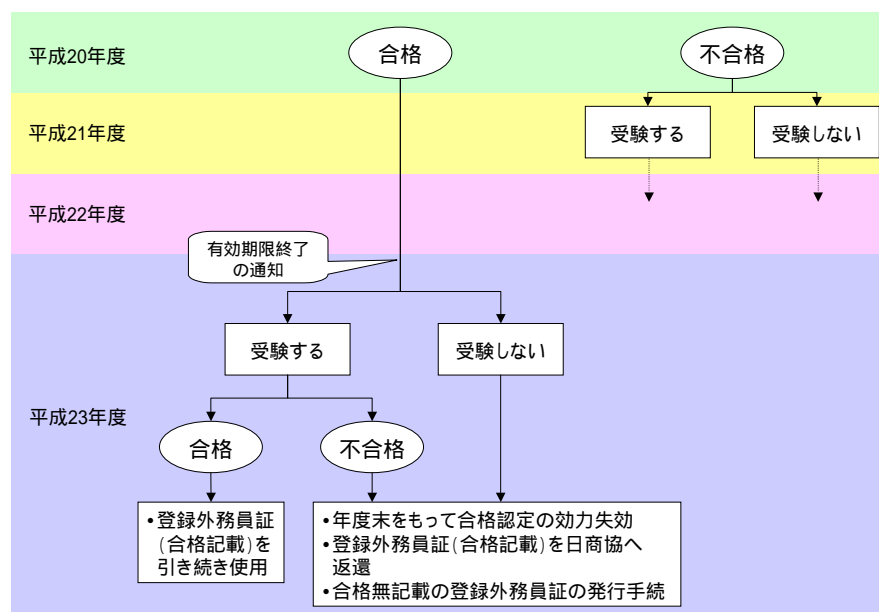 平成20年度
合格
不合格
平成21年度
受験する
受験しない
平成22年度
有効期限終了
の通知
平成23年度
受験する
受験しない
合格
不合格
•登録外務員証
(合格記載)を
引き続き使用
•年度末をもって合格認定の効力失効
•登録外務員証(合格記載)を日商協へ
返還
•合格無記載の登録外務員証の発行手続